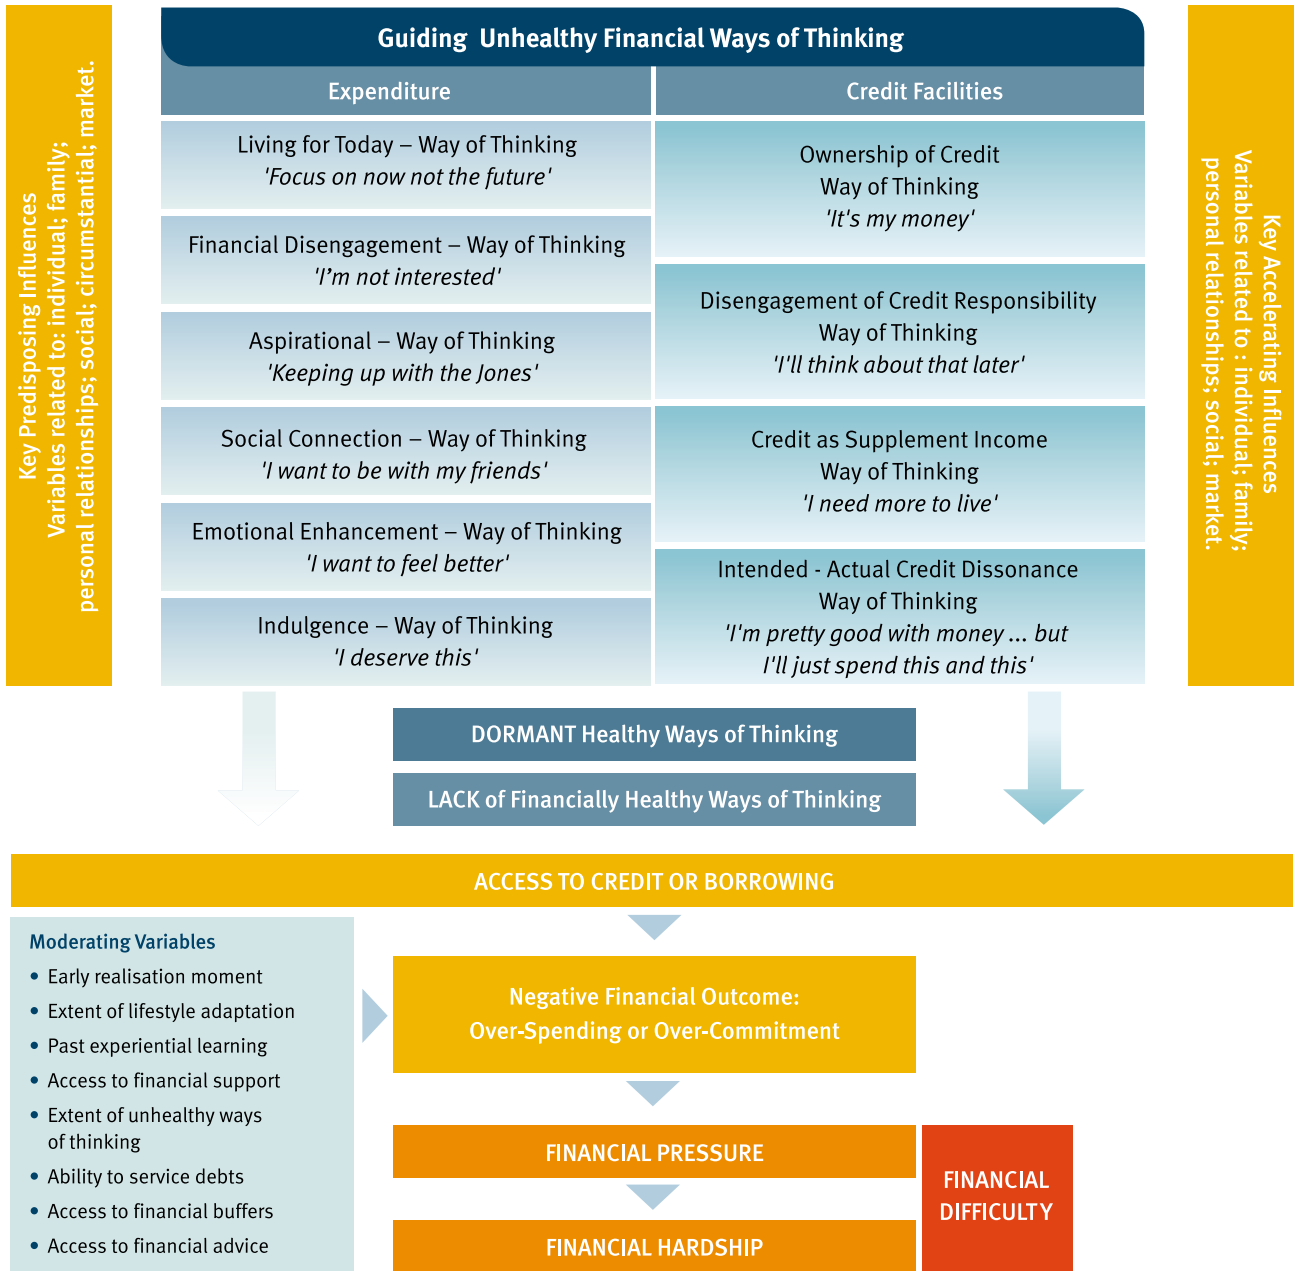 Key Predisposing Influences
Variables related to: individual; family;
personal relationships; social; circumstantial; market.
Guiding  Unhealthy Financial Ways of Thinking
Expenditure
Living for Today – Way of Thinking
'Focus on now not the future'
Financial Disengagement – Way of Thinking
'I’m not interested'
Aspirational – Way of Thinking
'Keeping up with the Jones'
Social Connection – Way of Thinking
'I want to be with my friends'
Emotional Enhancement – Way of Thinking
'I want to feel better'
Indulgence – Way of Thinking
'I deserve this'
Credit Facilities
Ownership of Credit
Way of Thinking
'It's my money'
Disengagement of Credit Responsibility
Way of Thinking
'I'll think about that later'
Credit as Supplement Income
Way of Thinking
'I need more to live'
Intended - Actual Credit Dissonance
Way of Thinking
'I'm pretty good with money ... but
I'll just spend this and this'
Key Accelerating Influences
Variables related to : individual; family;
personal relationships; social; market.
DORMANT Healthy Ways of Thinking
LACK of Financially Healthy Ways of Thinking
ACCESS TO CREDIT OR BORROWING
Moderating Variables
• Early realisation moment
• Extent of lifestyle adaptation
• Past experiential learning
• Access to financial support
• Extent of unhealthy ways
of thinking
• Ability to service debts
• Access to financial buffers
• Access to financial advice
Negative Financial Outcome:
Over-Spending or Over-Commitment
FINANCIAL PRESSURE
FINANCIAL HARDSHIP
FINANCIAL
DIFFICULTY